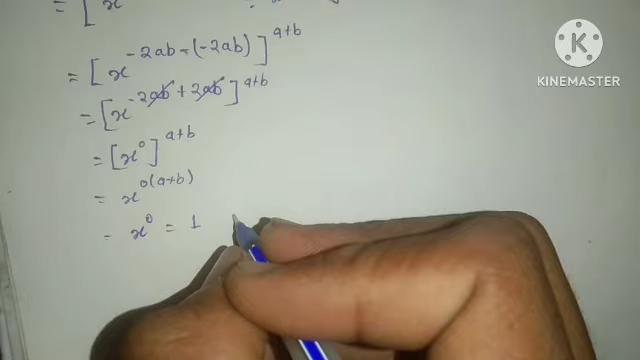 = [ x
= [ x^{-2ab-(-2ab)} ]^{a+b}
= [ x^{-2ab+2ab} ]^{a+b}
= [ x^0 ]^{a+b}
= x^{0(a+b)}
= x^0 = 1
KINEMASTER